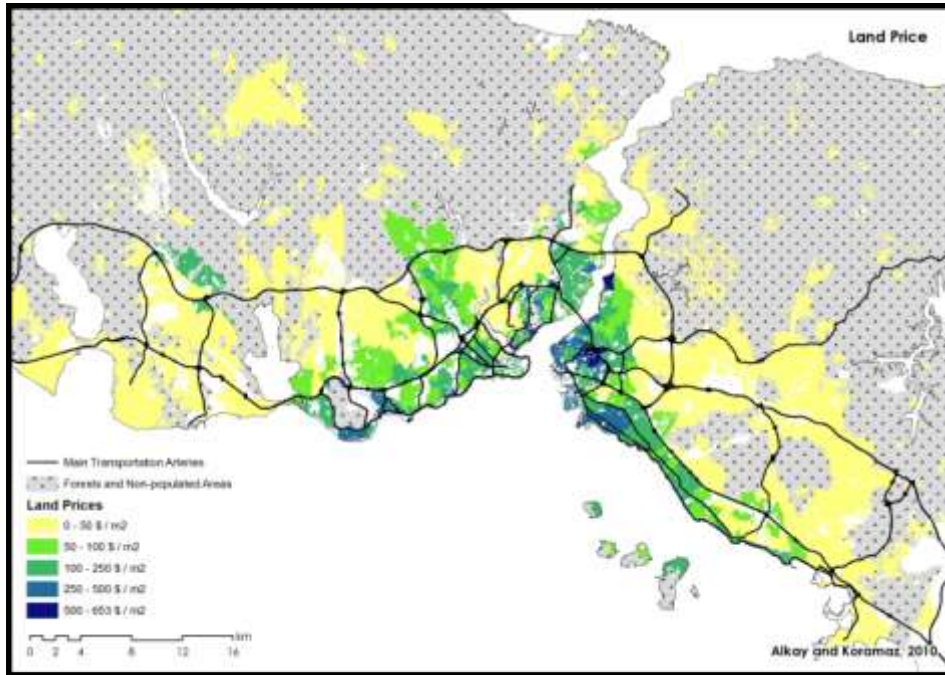 Land Price
Main Transportation Arteries
Forests and Non-populated Areas
Land Prices
0 - 50 $ / m2
50 - 100 $ / m2
100 - 250 $ / m2
250 - 500 $ / m2
500 - 653 $ / m2
km
0 2 4 8 12 16
Alkay and Koramaz, 2010